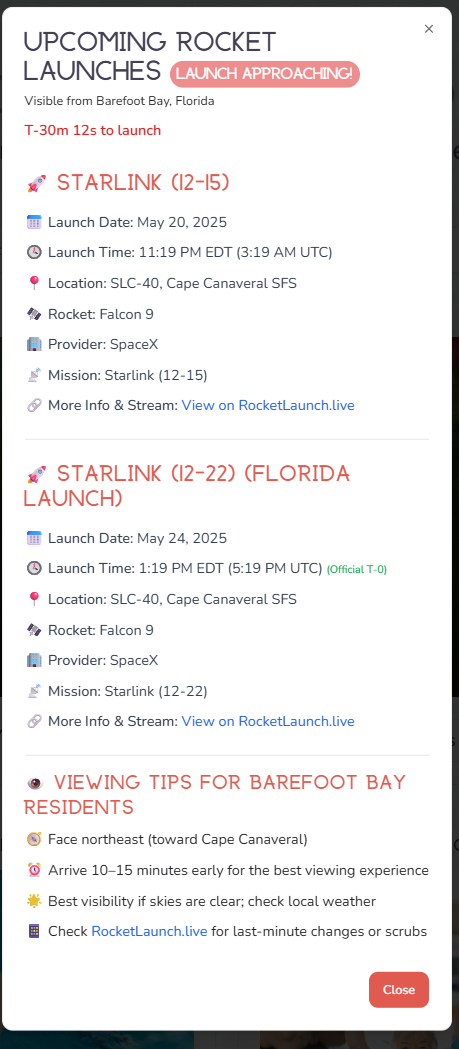 ×
UPCOMING ROCKET
LAUNCHES LAUNCH APPROACHING!
Visible from Barefoot Bay, Florida
T-30m 12s to launch
🚀 STARLINK (12-15)
📅 Launch Date: May 20, 2025
🕓 Launch Time: 11:19 PM EDT (3:19 AM UTC)
📍 Location: SLC-40, Cape Canaveral SFS
🛰 Rocket: Falcon 9
🏢 Provider: SpaceX
📡 Mission: Starlink (12-15)
🔗 More Info & Stream: View on RocketLaunch.live
🚀 STARLINK (12-22) (FLORIDA
LAUNCH)
📅 Launch Date: May 24, 2025
🕓 Launch Time: 1:19 PM EDT (5:19 PM UTC) (Official T-0)
📍 Location: SLC-40, Cape Canaveral SFS
🛰 Rocket: Falcon 9
🏢 Provider: SpaceX
📡 Mission: Starlink (12-22)
🔗 More Info & Stream: View on RocketLaunch.live
👁 VIEWING TIPS FOR BAREFOOT BAY
RESIDENTS
🧭 Face northeast (toward Cape Canaveral)
⏰ Arrive 10–15 minutes early for the best viewing experience
🌟 Best visibility if skies are clear; check local weather
📱 Check RocketLaunch.live for last-minute changes or scrubs
Close